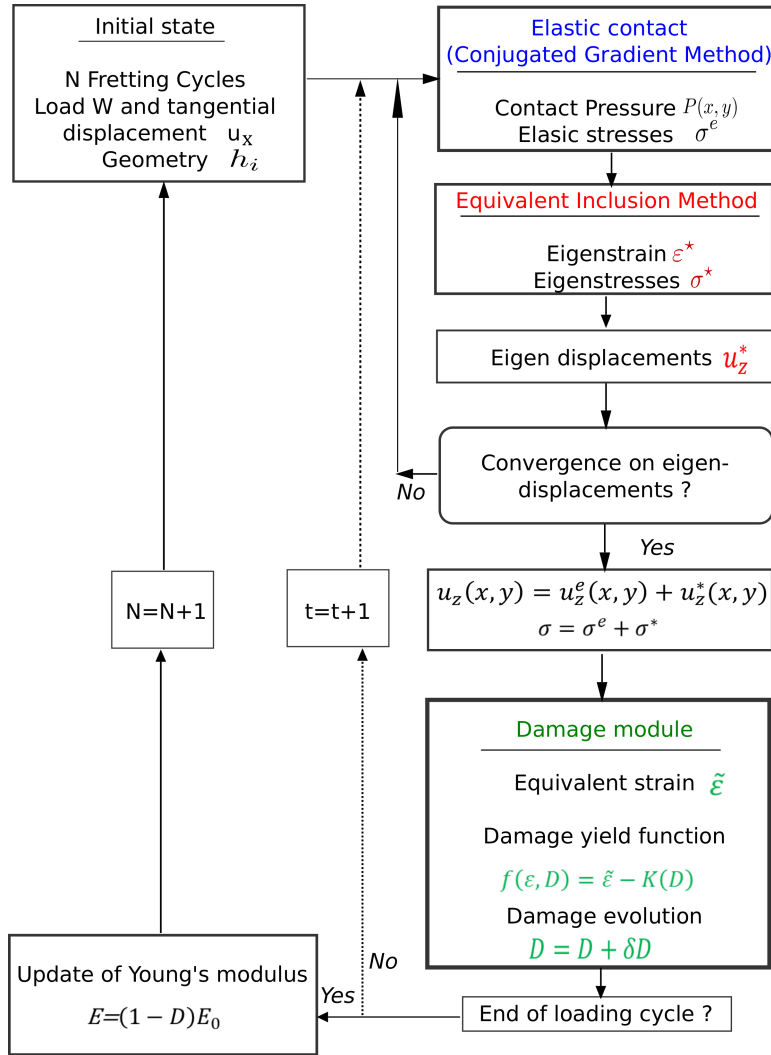 Initial state
N Fretting Cycles
Load W and tangential
displacement u_x
Geometry h_i
Elastic contact
(Conjugated Gradient Method)
Contact Pressure P(x, y)
Elasic stresses σ^e
Equivalent Inclusion Method
Eigenstrain ε^⋆
Eigenstresses σ^⋆
Eigen displacements u_z^*
Convergence on eigen-
displacements ?
No
Yes
u_z(x, y) = u_z^e(x, y) + u_z^*(x, y)
σ = σ^e + σ^*
N=N+1
t=t+1
Damage module
Equivalent strain ε̃
Damage yield function
f(ε, D) = ε̃ − K(D)
Damage evolution
D = D + δD
End of loading cycle ?
No
Yes
Update of Young's modulus
E=(1 − D)E_0